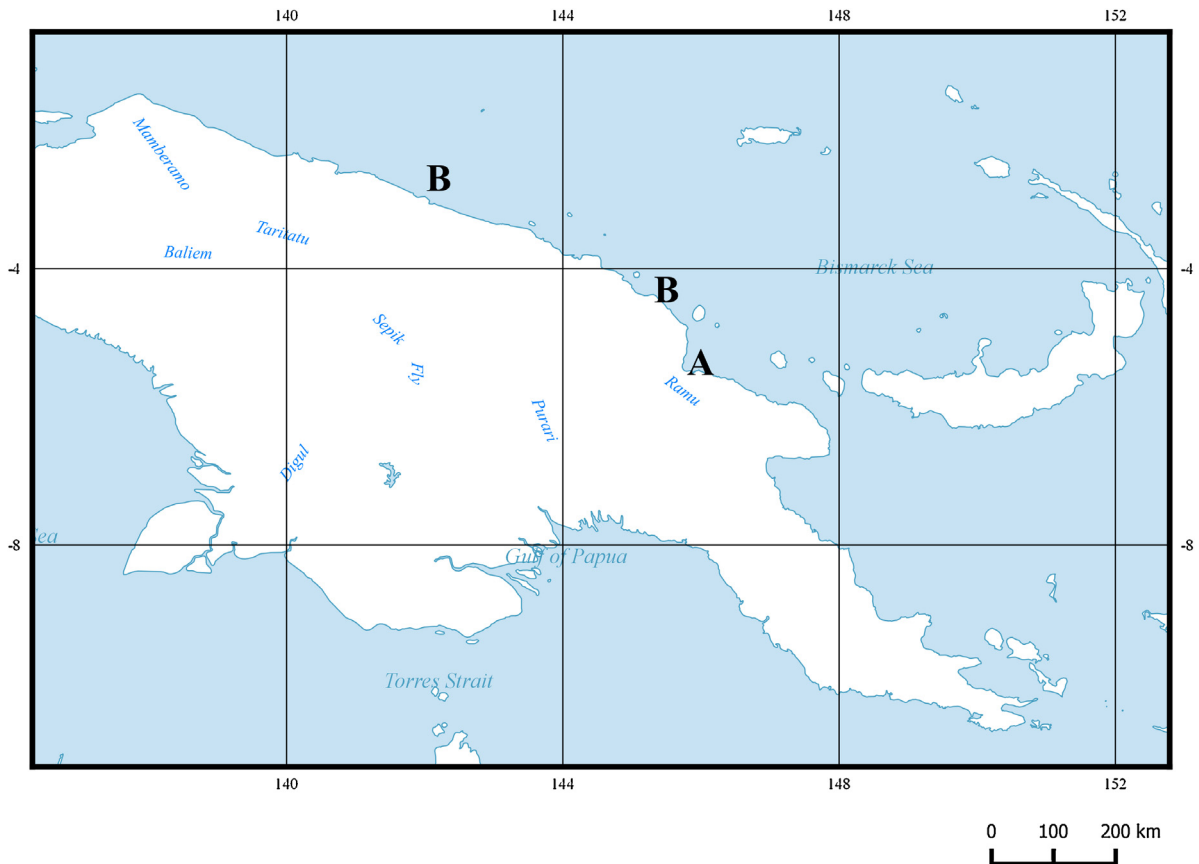 140 144 148 152
Mamberamo
B
Taritatu
Baliem
-4 -4
Bismarck Sea
B
Sepik
A
Fly
Ramu
Purari
Digul
Sea
-8 -8
Gulf of Papua
Torres Strait
140 144 148 152
0 100 200 km